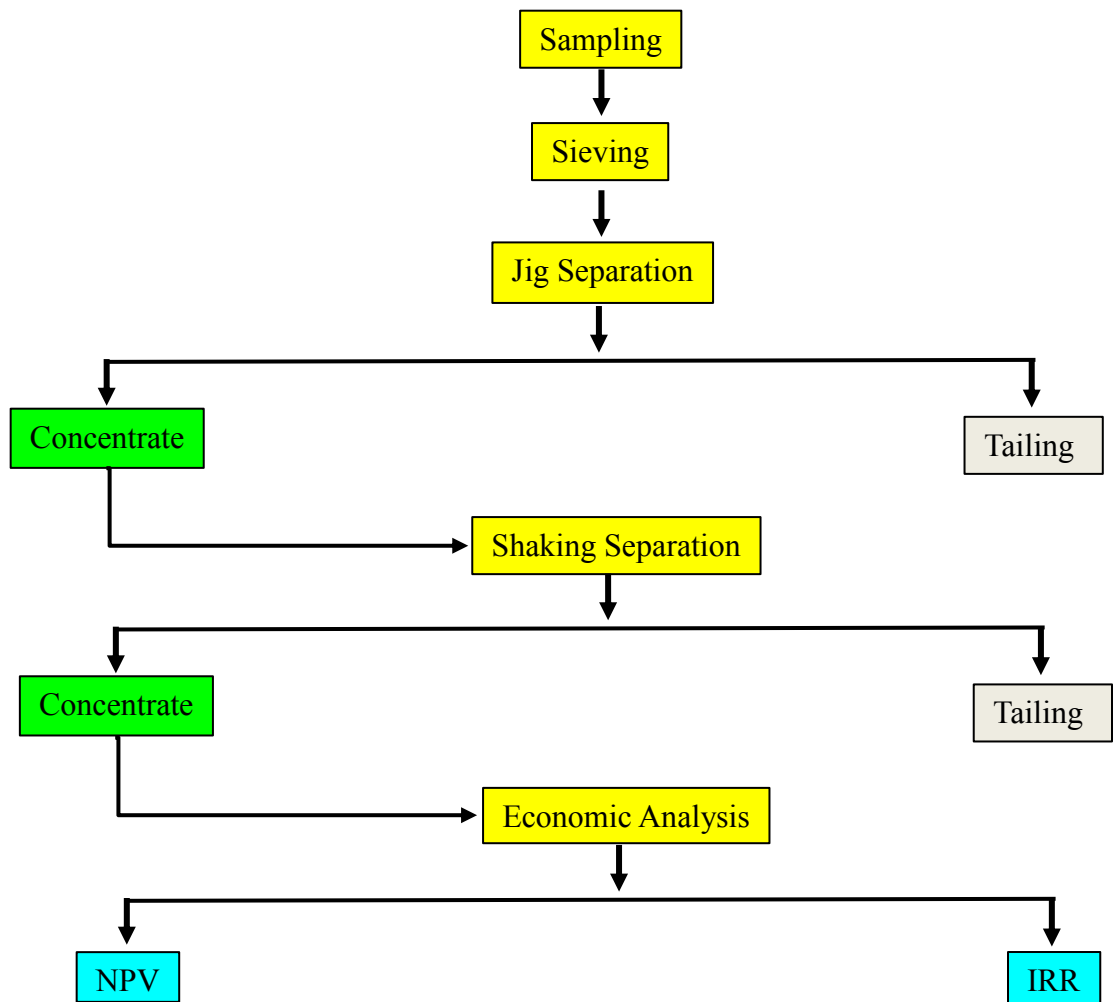 Sampling
Sieving
Jig Separation
Concentrate
Tailing
Shaking Separation
Concentrate
Tailing
Economic Analysis
NPV
IRR